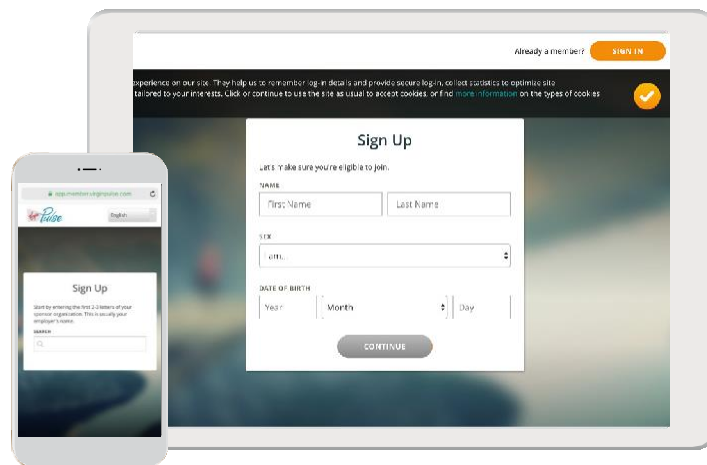 Already a member?
SIGN IN
experience on our site. They help us to remember log-in details and provide secure log-in, collect statistics to optimize site
tailored to your interests. Click or continue to use the site as usual to accept cookies, or find more information on the types of cookies
Sign Up
Let's make sure you're eligible to join.
NAME
First Name
Last Name
SEX
I am...
DATE OF BIRTH
Year
Month
Day
CONTINUE
app.member.virginpulse.com
Pulse
English
Sign Up
Start by entering the first 2-3 letters of your
sponsor organization. This is usually your
employer's name.
SEARCH